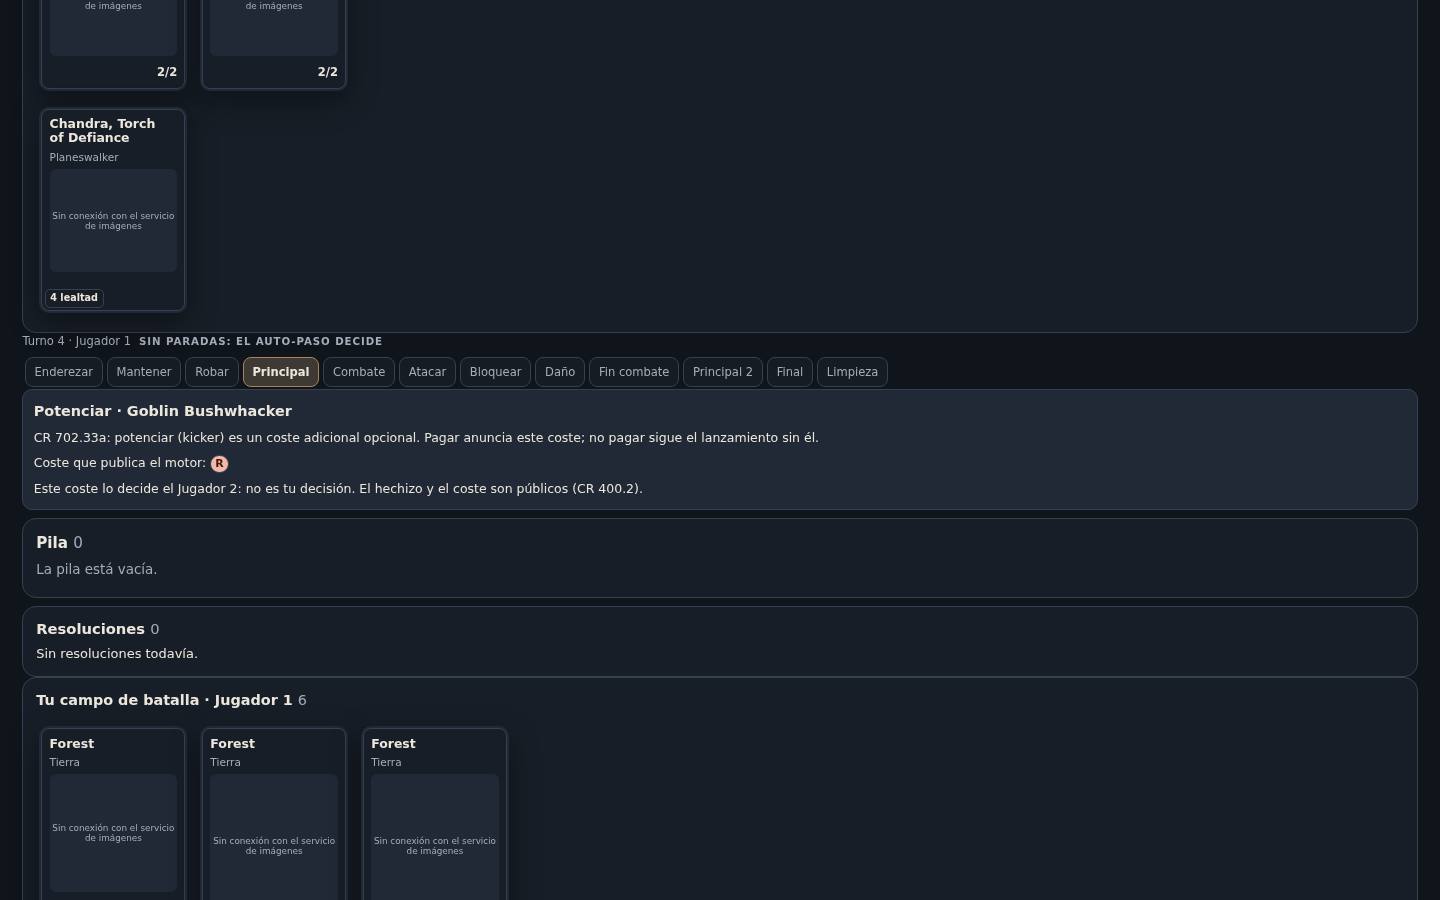 de imágenes
de imágenes
2/2
2/2
Chandra, Torch
of Defiance
Planeswalker
Sin conexión con el servicio
de imágenes
4 lealtad
Turno 4 · Jugador 1 SIN PARADAS: EL AUTO-PASO DECIDE
Enderezar Mantener Robar Principal Combate Atacar Bloquear Daño Fin combate Principal 2 Final Limpieza
Potenciar · Goblin Bushwhacker
CR 702.33a: potenciar (kicker) es un coste adicional opcional. Pagar anuncia este coste; no pagar sigue el lanzamiento sin él.
Coste que publica el motor: R
Este coste lo decide el Jugador 2: no es tu decisión. El hechizo y el coste son públicos (CR 400.2).
Pila 0
La pila está vacía.
Resoluciones 0
Sin resoluciones todavía.
Tu campo de batalla · Jugador 1 6
Forest
Tierra
Sin conexión con el servicio
de imágenes
Forest
Tierra
Sin conexión con el servicio
de imágenes
Forest
Tierra
Sin conexión con el servicio
de imágenes